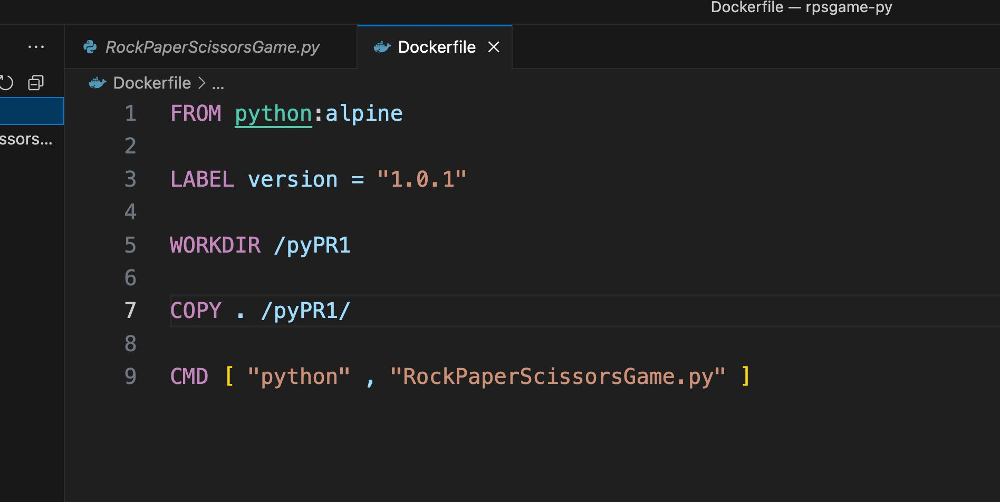 Dockerfile — rpsgame-py
... RockPaperScissorsGame.py Dockerfile
Dockerfile > ...
ssors...
1 FROM python:alpine
2
3 LABEL version = "1.0.1"
4
5 WORKDIR /pyPR1
6
7 COPY . /pyPR1/
8
9 CMD [ "python" , "RockPaperScissorsGame.py" ]